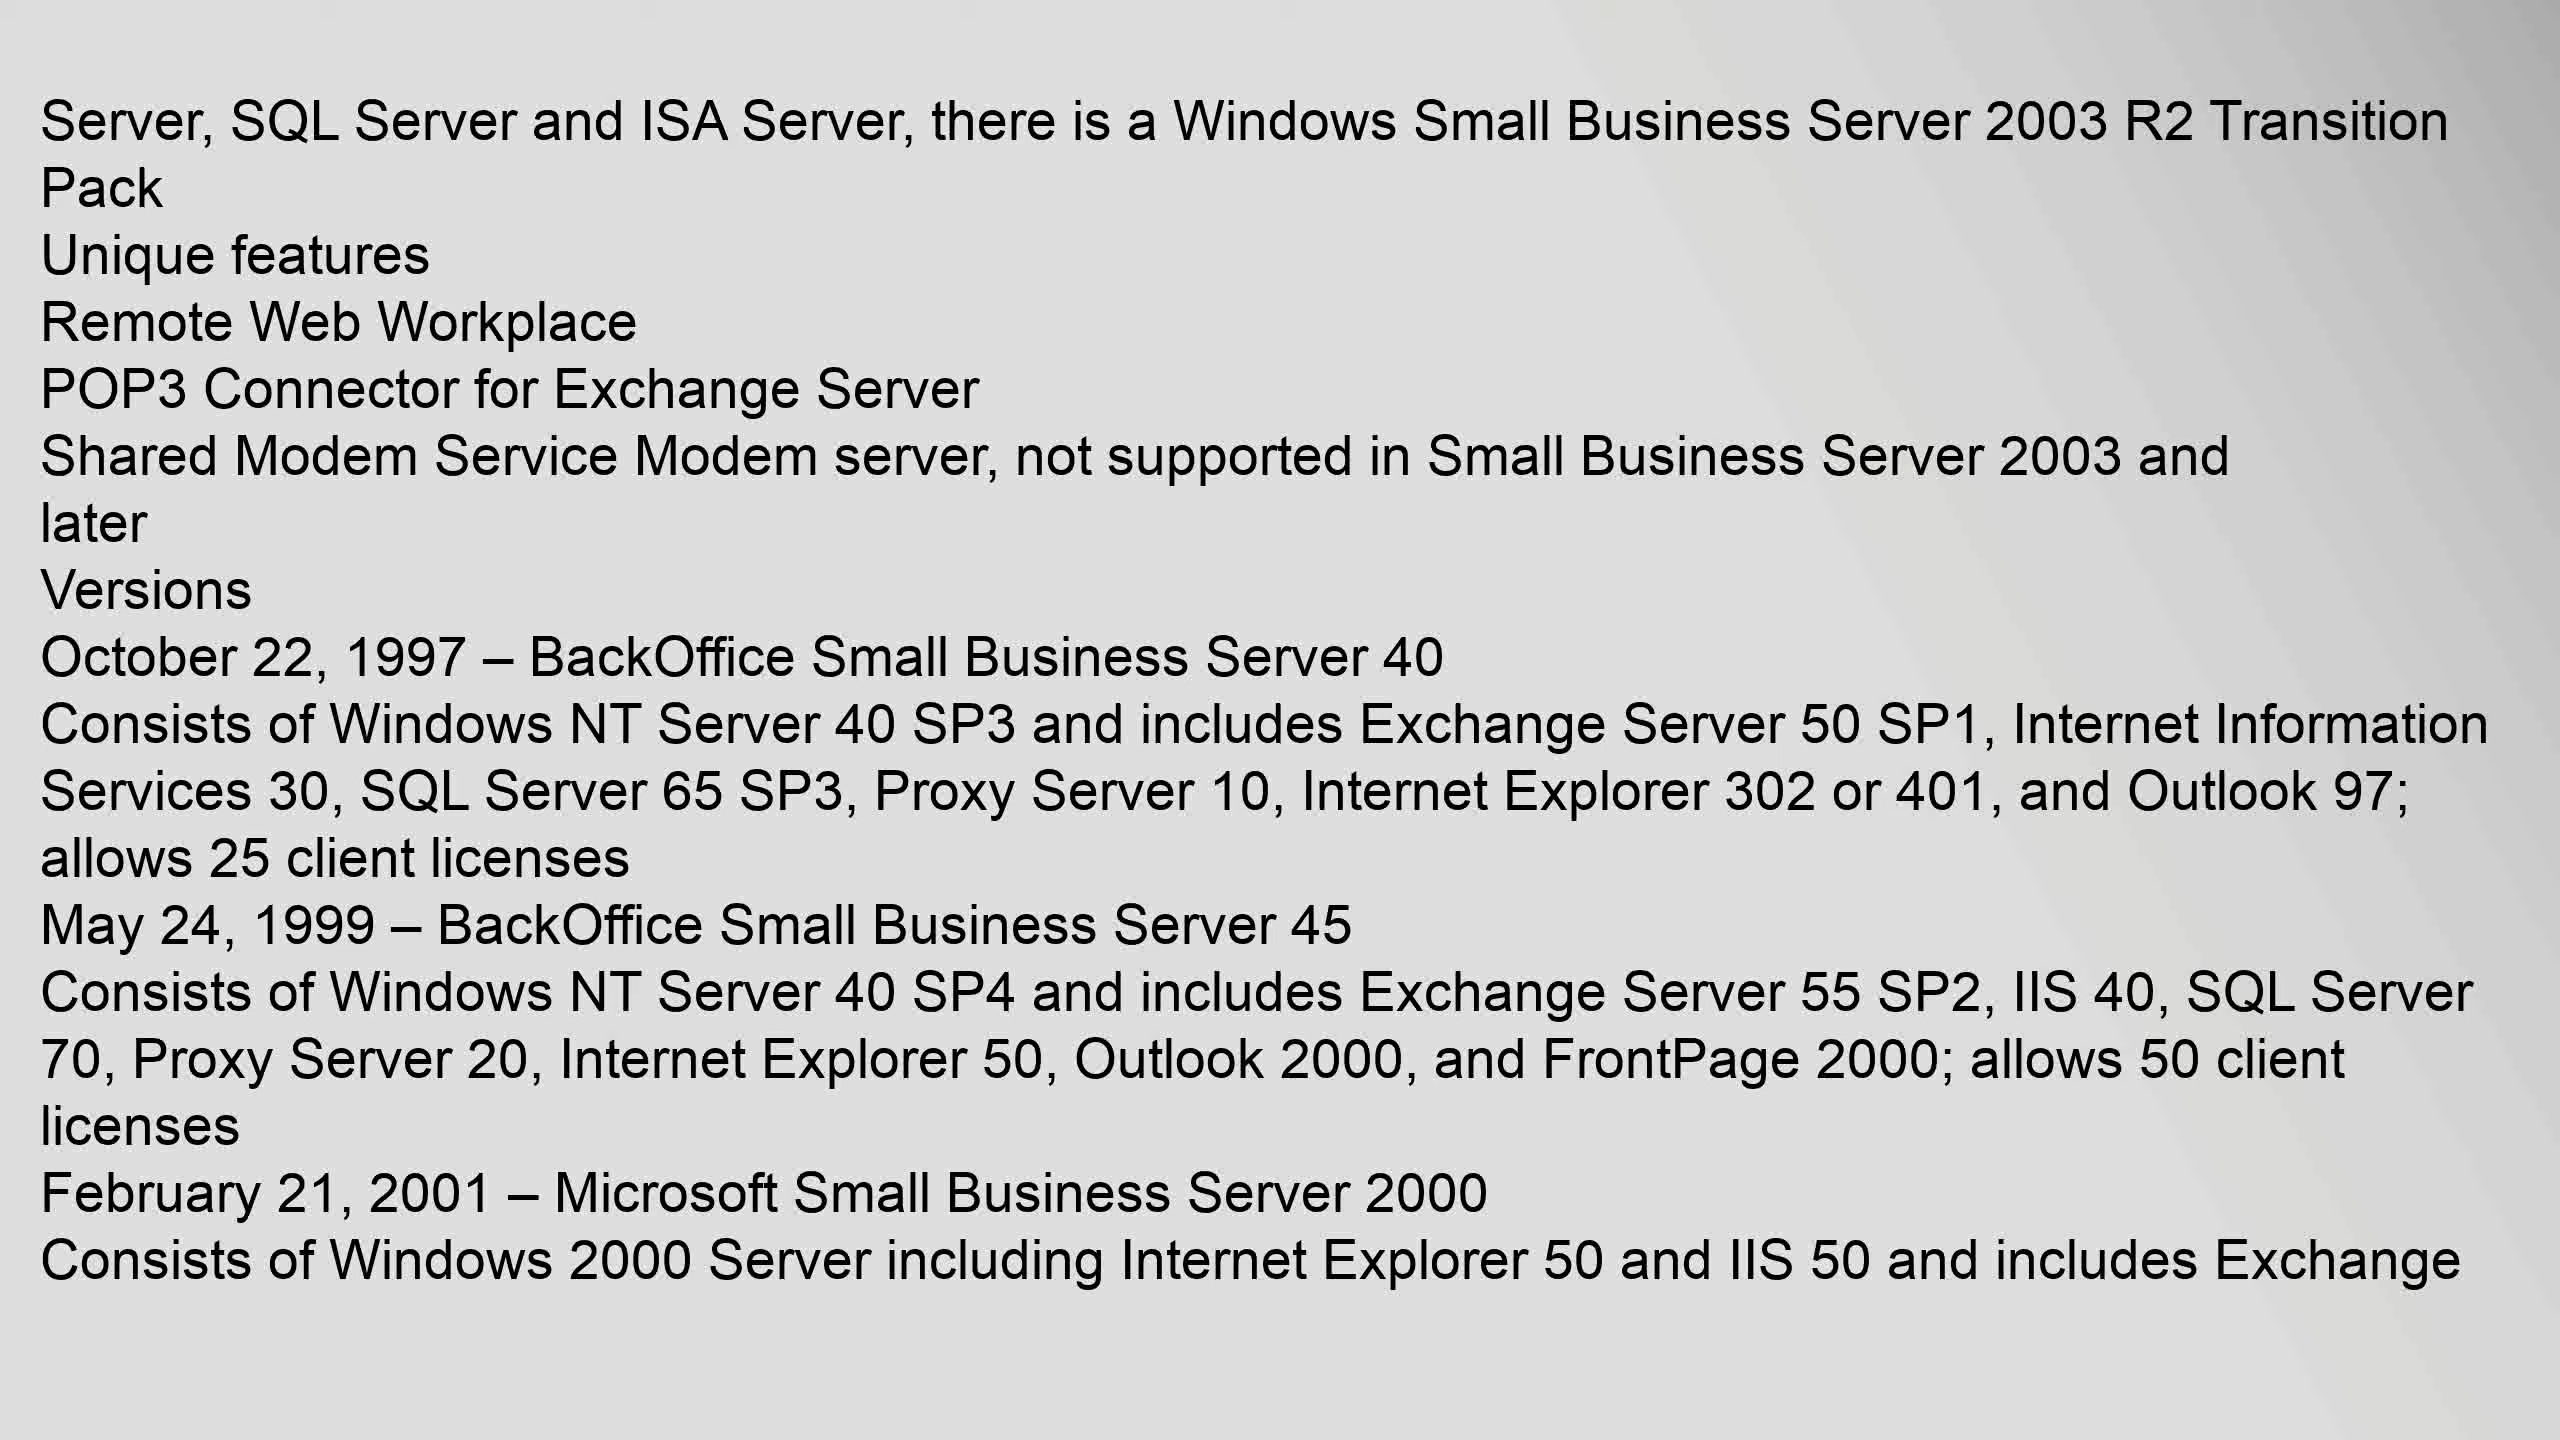 Server, SQL Server and ISA Server, there is a Windows Small Business Server 2003 R2 Transition
Pack
Unique features
Remote Web Workplace
POP3 Connector for Exchange Server
Shared Modem Service Modem server, not supported in Small Business Server 2003 and
later
Versions
October 22, 1997 – BackOffice Small Business Server 40
Consists of Windows NT Server 40 SP3 and includes Exchange Server 50 SP1, Internet Information
Services 30, SQL Server 65 SP3, Proxy Server 10, Internet Explorer 302 or 401, and Outlook 97;
allows 25 client licenses
May 24, 1999 – BackOffice Small Business Server 45
Consists of Windows NT Server 40 SP4 and includes Exchange Server 55 SP2, IIS 40, SQL Server
70, Proxy Server 20, Internet Explorer 50, Outlook 2000, and FrontPage 2000; allows 50 client
licenses
February 21, 2001 – Microsoft Small Business Server 2000
Consists of Windows 2000 Server including Internet Explorer 50 and IIS 50 and includes Exchange